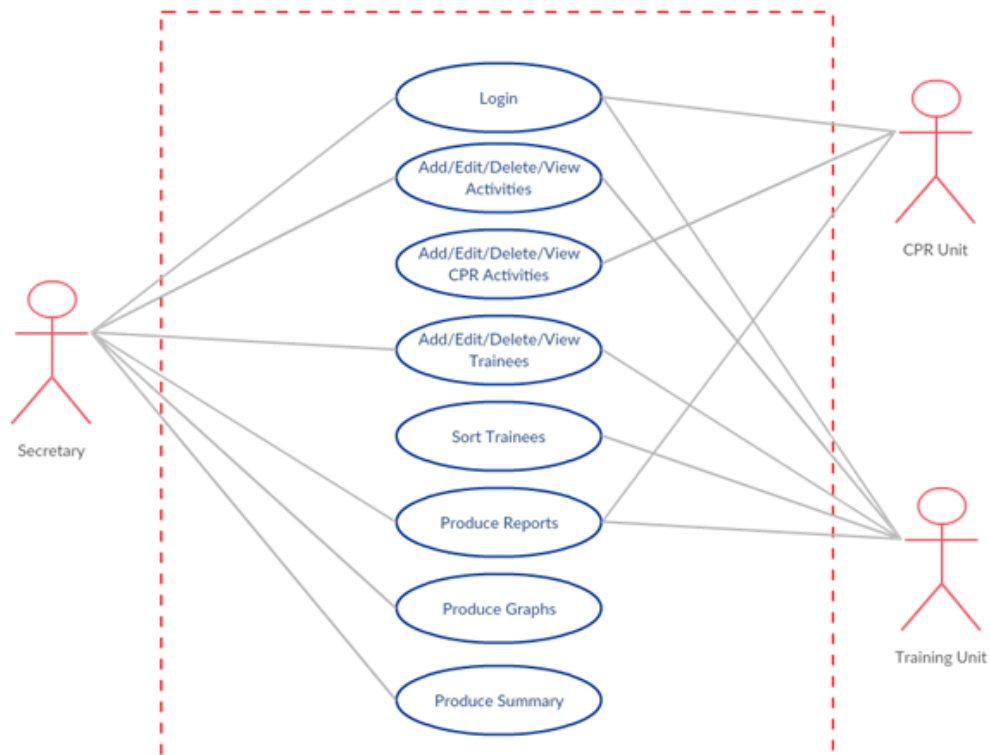 Login
Add/Edit/Delete/View
Activities
Add/Edit/Delete/View
CPR Activities
CPR Unit
Add/Edit/Delete/View
Trainees
Sort Trainees
Secretary
Produce Reports
Produce Graphs
Training Unit
Produce Summary